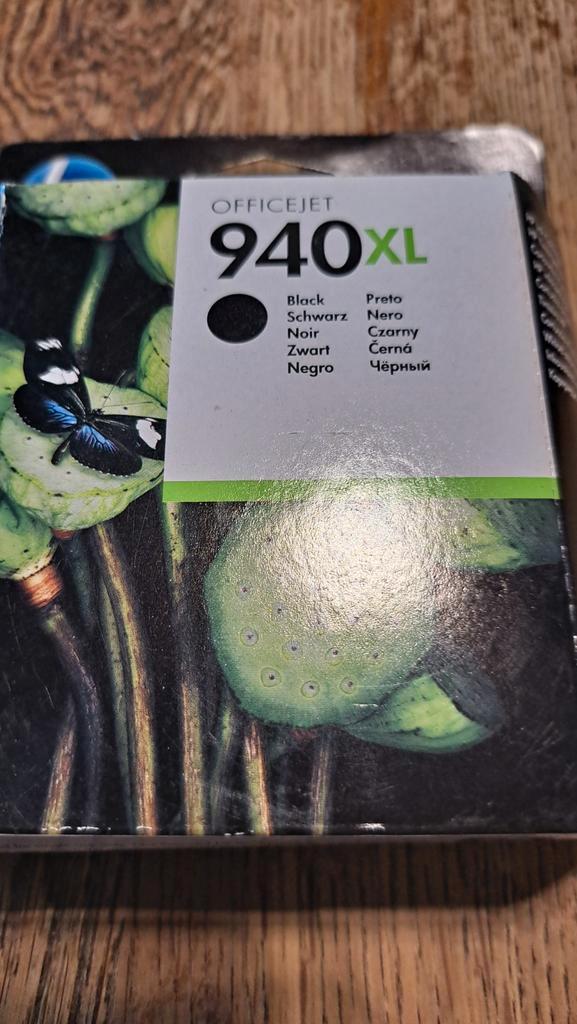 OFFICEJET
940XL
Black Preto
Schwarz Nero
Noir Czarny
Zwart Černá
Negro Чёрный